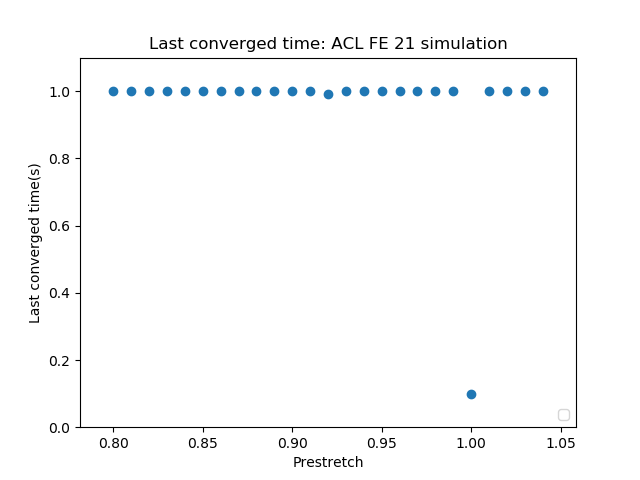 Last converged time: ACL FE 21 simulation
1.0
0.8
0.6
0.4
0.2
0.0
Last converged time(s)
0.80 0.85 0.90 0.95 1.00 1.05
Prestretch